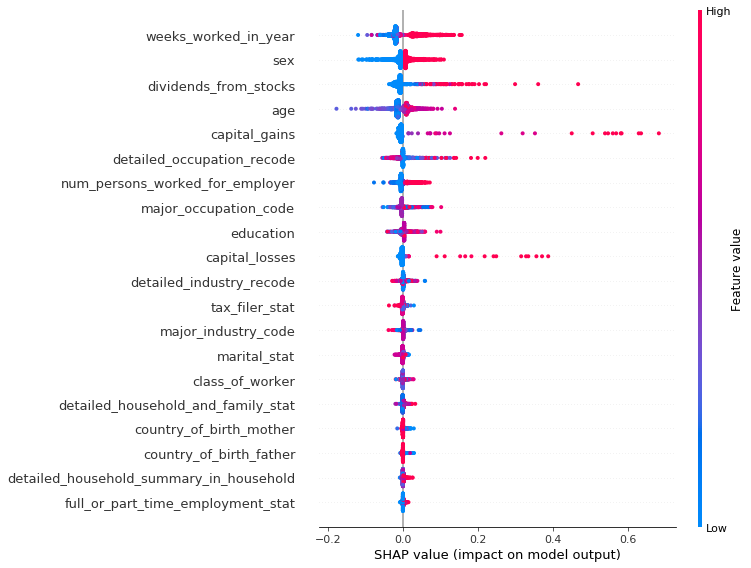 High
weeks_worked_in_year
sex
dividends_from_stocks
age
capital_gains
detailed_occupation_recode
num_persons_worked_for_employer
major_occupation_code
education
capital_losses
detailed_industry_recode
tax_filer_stat
major_industry_code
marital_stat
class_of_worker
detailed_household_and_family_stat
country_of_birth_mother
country_of_birth_father
detailed_household_summary_in_household
full_or_part_time_employment_stat
Feature value
Low
−0.2 0.0 0.2 0.4 0.6
SHAP value (impact on model output)